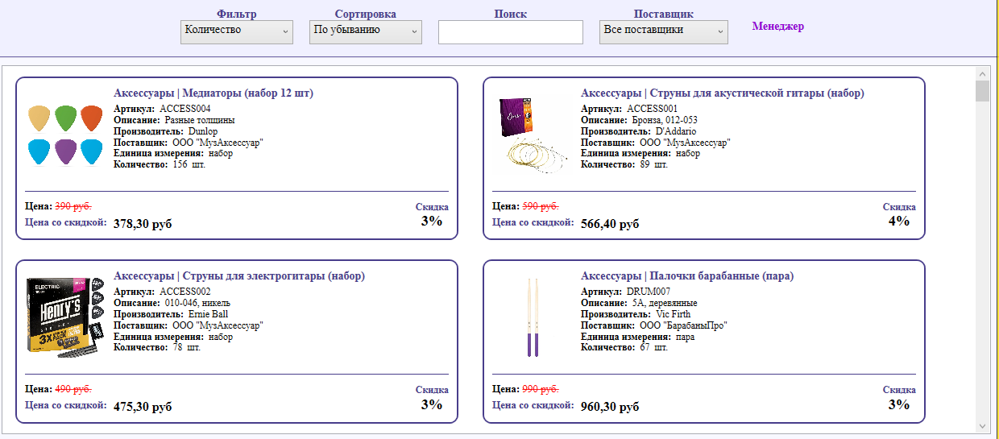 Фильтр Сортировка Поиск Поставщик
Количество По убыванию Все поставщики Менеджер
Аксессуары | Медиаторы (набор 12 шт)
Артикул: ACCESS004
Описание: Разные толщины
Производитель: Dunlop
Поставщик: ООО "МузАксессуар"
Единица измерения: набор
Количество: 156 шт.
Цена: 390 руб.
Скидка
Цена со скидкой: 378,30 руб
3%
Аксессуары | Струны для акустической гитары (набор)
Артикул: ACCESS001
Описание: Бронза, 012-053
Производитель: D'Addario
Поставщик: ООО "МузАксессуар"
Единица измерения: набор
Количество: 89 шт.
Цена: 590 руб.
Скидка
Цена со скидкой: 566,40 руб
4%
Аксессуары | Струны для электрогитары (набор)
ELECTRIC
Henry's
Артикул: ACCESS002
Описание: 010-046, никель
Производитель: Ernie Ball
Поставщик: ООО "МузАксессуар"
Единица измерения: набор
Количество: 78 шт.
Цена: 490 руб.
Скидка
Цена со скидкой: 475,30 руб
3%
Аксессуары | Палочки барабанные (пара)
Артикул: DRUM007
Описание: 5A, деревянные
Производитель: Vic Firth
Поставщик: ООО "БарабаныПро"
Единица измерения: пара
Количество: 67 шт.
Цена: 990 руб.
Скидка
Цена со скидкой: 960,30 руб
3%